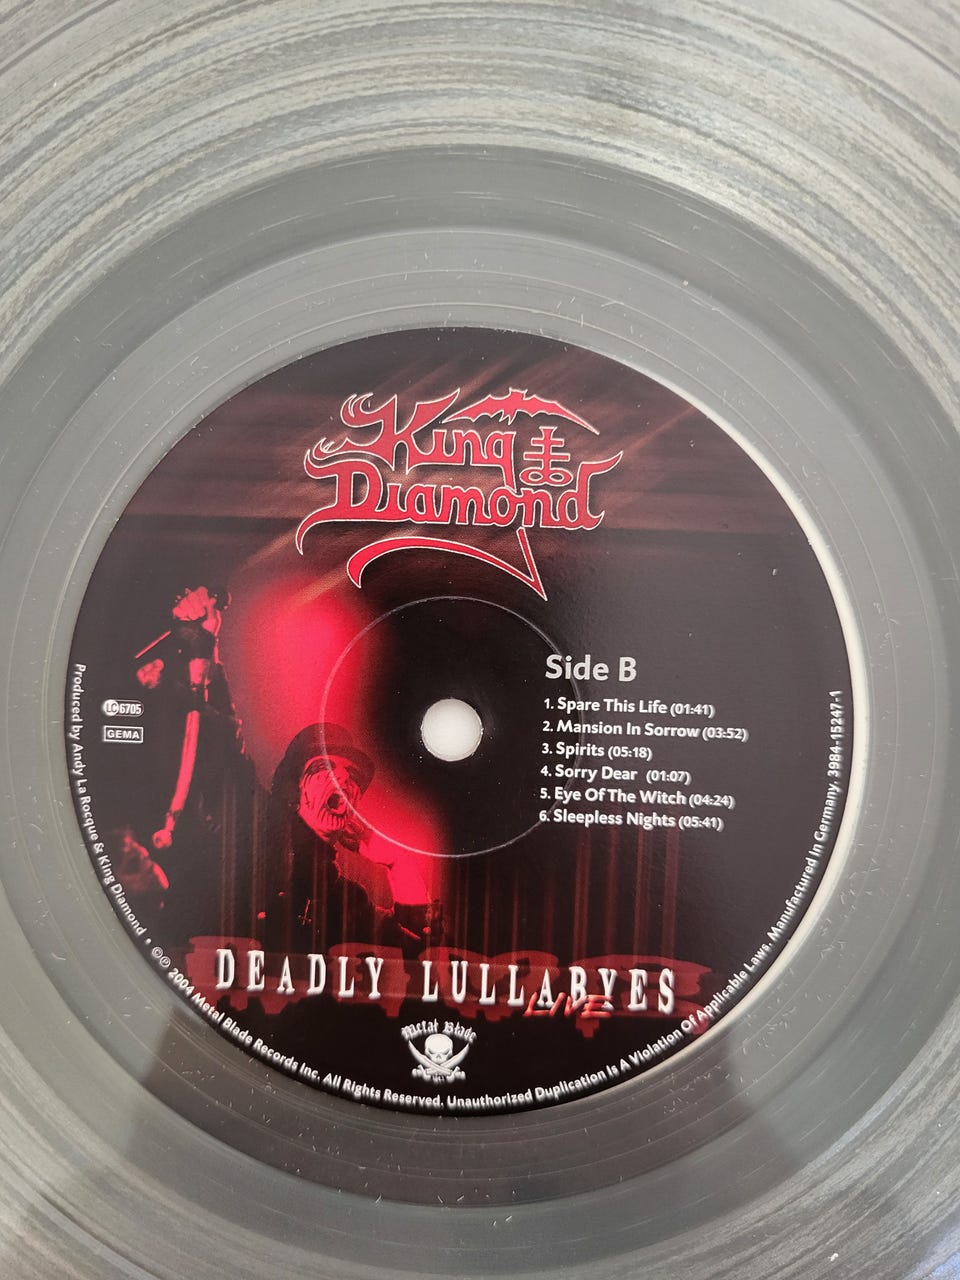 King
Diamond
Side B
1. Spare This Life (01:41)
2. Mansion In Sorrow (03:52)
3. Spirits (05:18)
4. Sorry Dear (01:07)
5. Eye Of The Witch (04:24)
6. Sleepless Nights (05:41)
LC 6705
GEMA
DEADLY LULLABYES
LIVE
Metal Blade
Produced by Andy La Rocque & King Diamond • ©℗ 2004 Metal Blade Records Inc. All Rights Reserved. Unauthorized Duplication Is A Violation Of Applicable Laws. Manufactured In Germany. 3984-15247-1